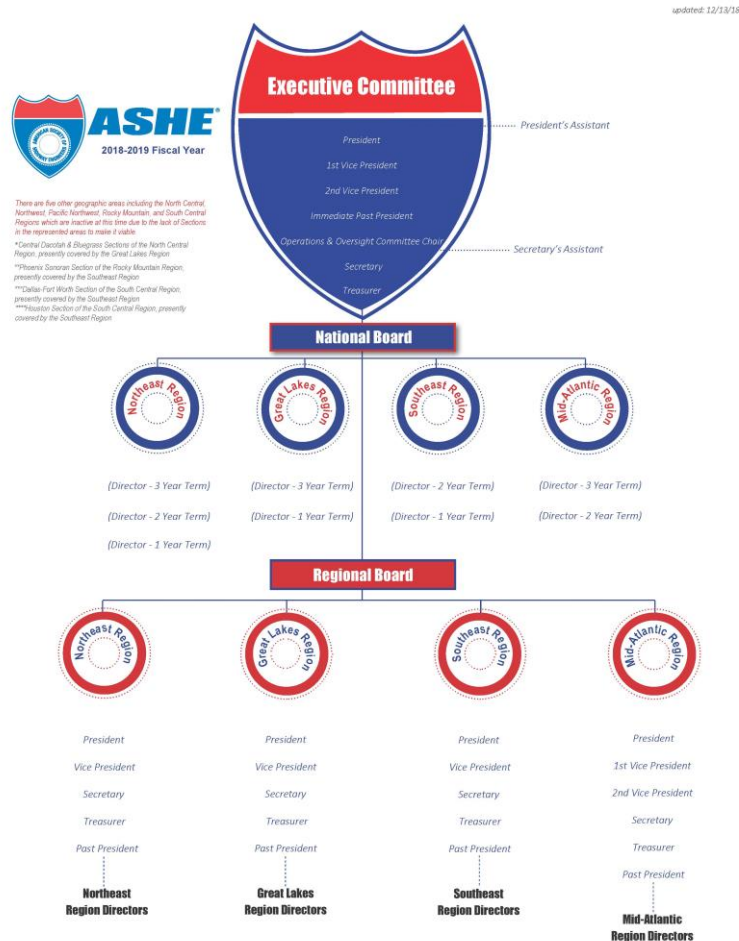 updated: 12/13/18
Executive Committee
ASHE®
2018-2019 Fiscal Year
President's Assistant
President
1st Vice President
2nd Vice President
Immediate Past President
Operations & Oversight Committee Chair
Secretary's Assistant
Secretary
Treasurer
There are five other geographic areas including the North Central,
Northwest, Pacific Northwest, Rocky Mountain, and South Central
Regions which are inactive at this time due to the lack of Sections
in the represented areas to make it viable
*Central Dacotah & Bluegrass Sections of the North Central
Region, presently covered by the Great Lakes Region
**Phoenix Sonoran Section of the Rocky Mountain Region,
presently covered by the Southeast Region
***Dallas-Fort Worth Section of the South Central Region,
presently covered by the Southeast Region
****Houston Section of the South Central Region, presently
covered by the Southeast Region
National Board
Northeast Region
Great Lakes Region
Southeast Region
Mid-Atlantic Region
(Director - 3 Year Term) (Director - 3 Year Term) (Director - 2 Year Term) (Director - 3 Year Term)
(Director - 2 Year Term) (Director - 1 Year Term) (Director - 1 Year Term) (Director - 2 Year Term)
(Director - 1 Year Term)
Regional Board
Northeast Region
Great Lakes Region
Southeast Region
Mid-Atlantic Region
President
Vice President
Secretary
Treasurer
Past President
Northeast
Region Directors
President
Vice President
Secretary
Treasurer
Past President
Great Lakes
Region Directors
President
Vice President
Secretary
Treasurer
Past President
Southeast
Region Directors
President
1st Vice President
2nd Vice President
Secretary
Treasurer
Past President
Mid-Atlantic
Region Directors